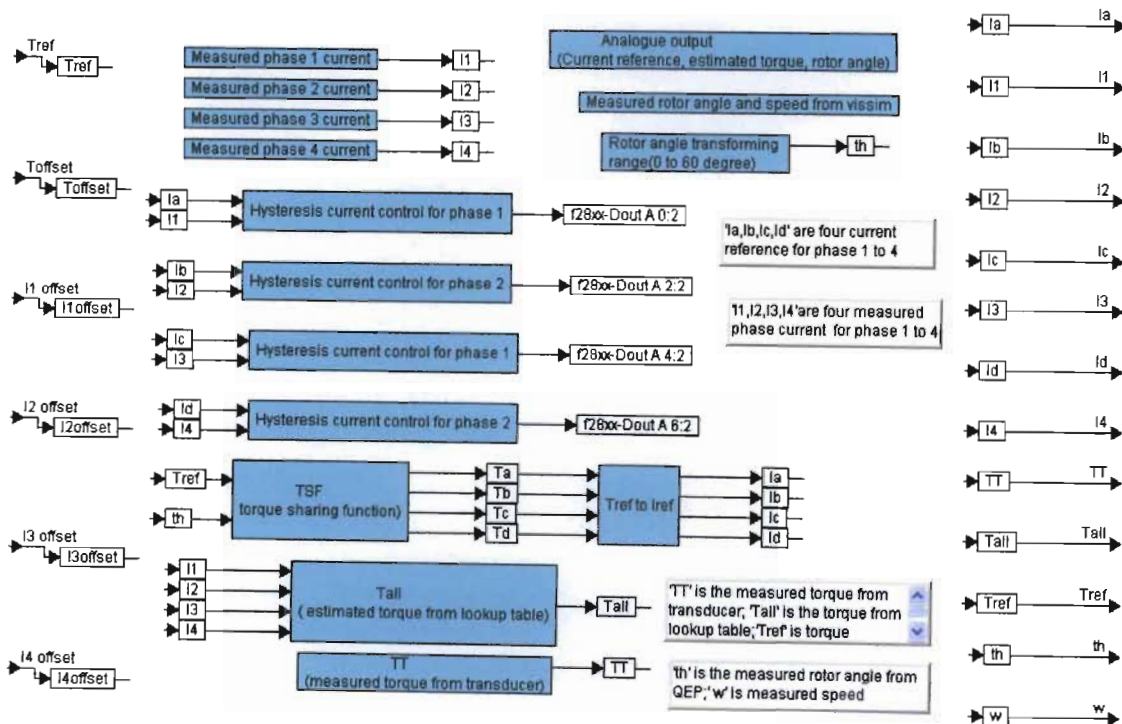 Tref
Tref
Toffset
Toffset
I1 offset
I1offset
I2 offset
I2offset
I3 offset
I3offset
I4 offset
I4offset
Measured phase 1 current
I1
Measured phase 2 current
I2
Measured phase 3 current
I3
Measured phase 4 current
I4
Analogue output
(Current reference, estimated torque, rotor angle)
Measured rotor angle and speed from vissim
Rotor angle transforming
range(0 to 60 degree)
th
Ia
I1
Hysteresis current control for phase 1
f28xx-Dout A 0:2
Ib
I2
Hysteresis current control for phase 2
f28xx-Dout A 2:2
Ic
I3
Hysteresis current control for phase 1
f28xx-Dout A 4:2
Id
I4
Hysteresis current control for phase 2
f28xx-Dout A 6:2
'Ia,Ib,Ic,Id' are four current
reference for phase 1 to 4
'I1,I2,I3,I4'are four measured
phase current for phase 1 to 4
Tref
th
TSF
torque sharing function)
Ta
Tb
Tc
Td
Tref to Iref
Ia
Ib
Ic
Id
I1
I2
I3
I4
Tall
( estimated torque from lookup table)
Tall
TT
(measured torque from transducer)
TT
'TT' is the measured torque from
transducer; 'Tall' is the torque from
lookup table;'Tref' is torque
'th' is the measured rotor angle from
QEP;'w' is measured speed
Ia
Ia
I1
I1
Ib
Ib
I2
I2
Ic
Ic
I3
I3
Id
Id
I4
I4
TT
TT
Tall
Tall
Tref
Tref
th
th
w
w